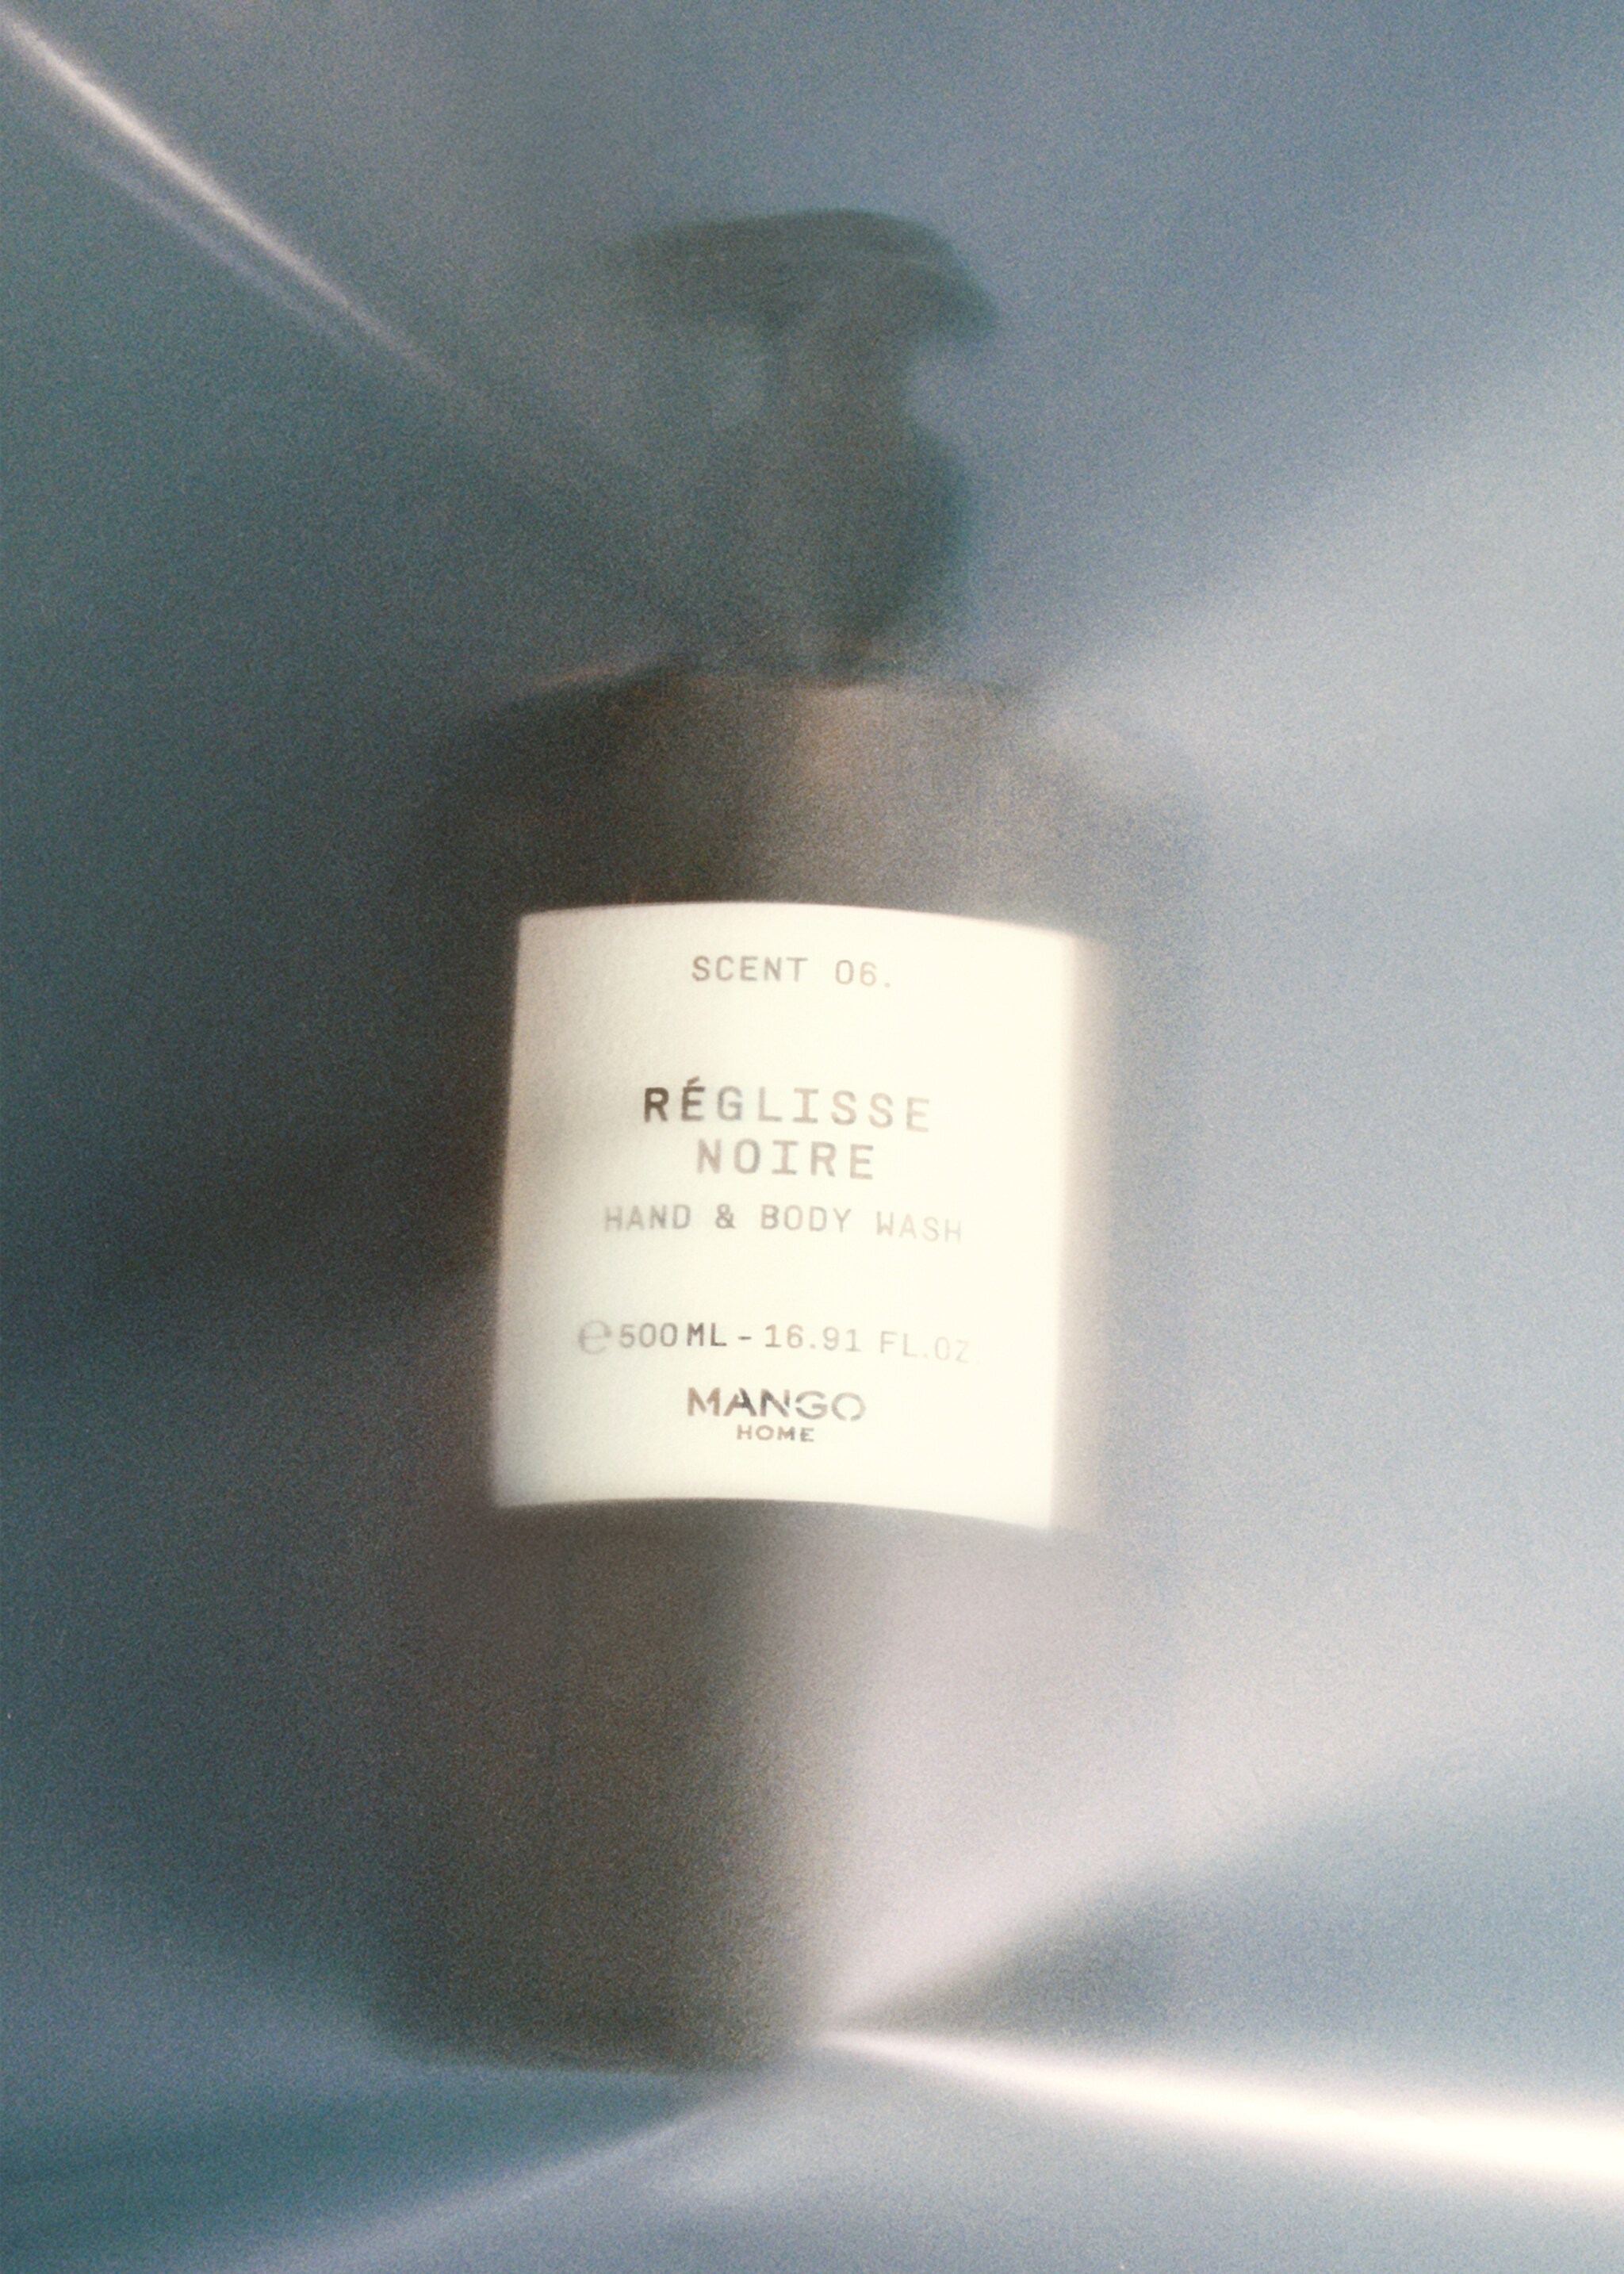 SCENT 06.
RÉGLISSE
NOIRE
HAND & BODY WASH
℮500ML-16.91 FL.OZ.
MANGO
HOME